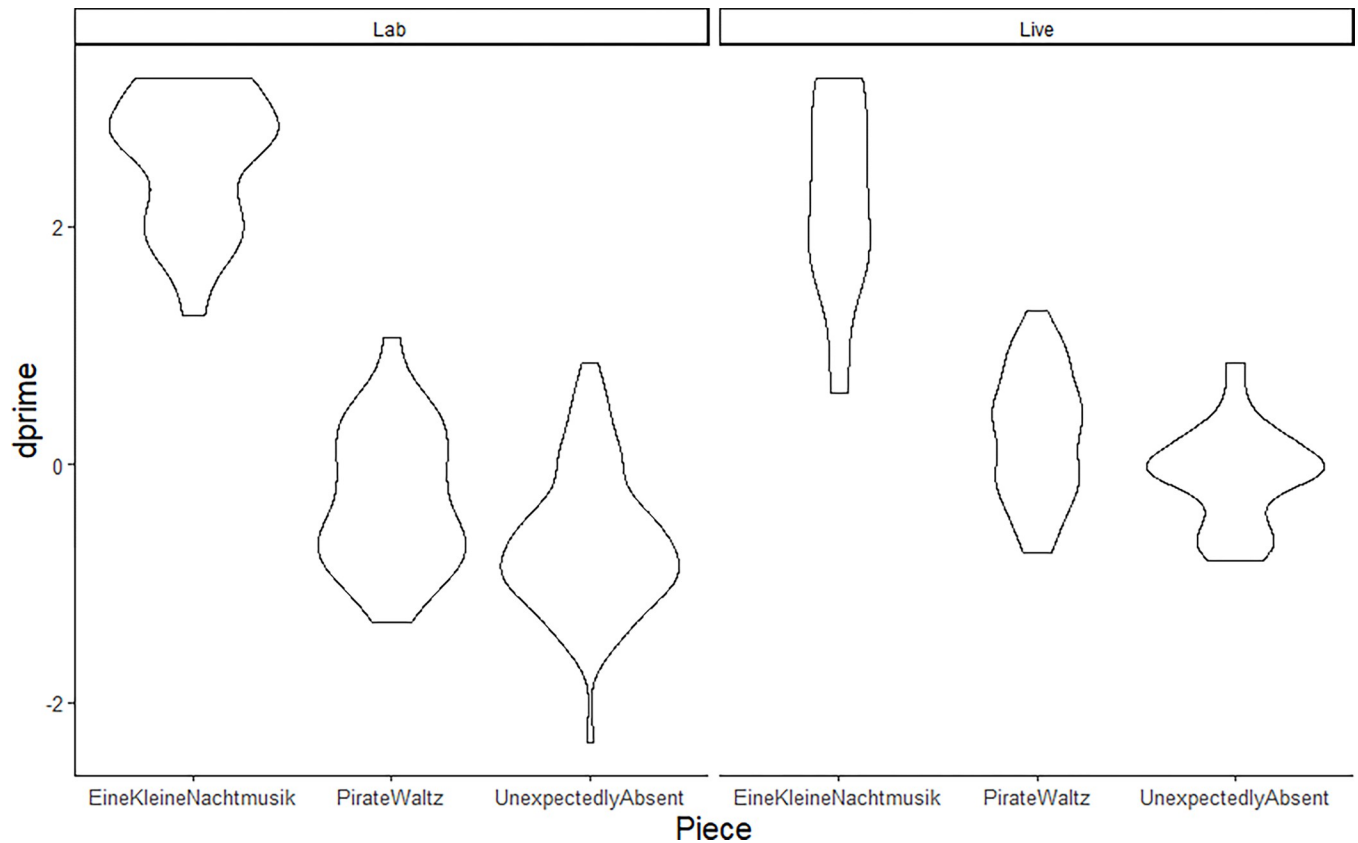 Lab
Live
dprime
2
0
-2
EineKleineNachtmusik PirateWaltz UnexpectedlyAbsent
EineKleineNachtmusik PirateWaltz UnexpectedlyAbsent
Piece